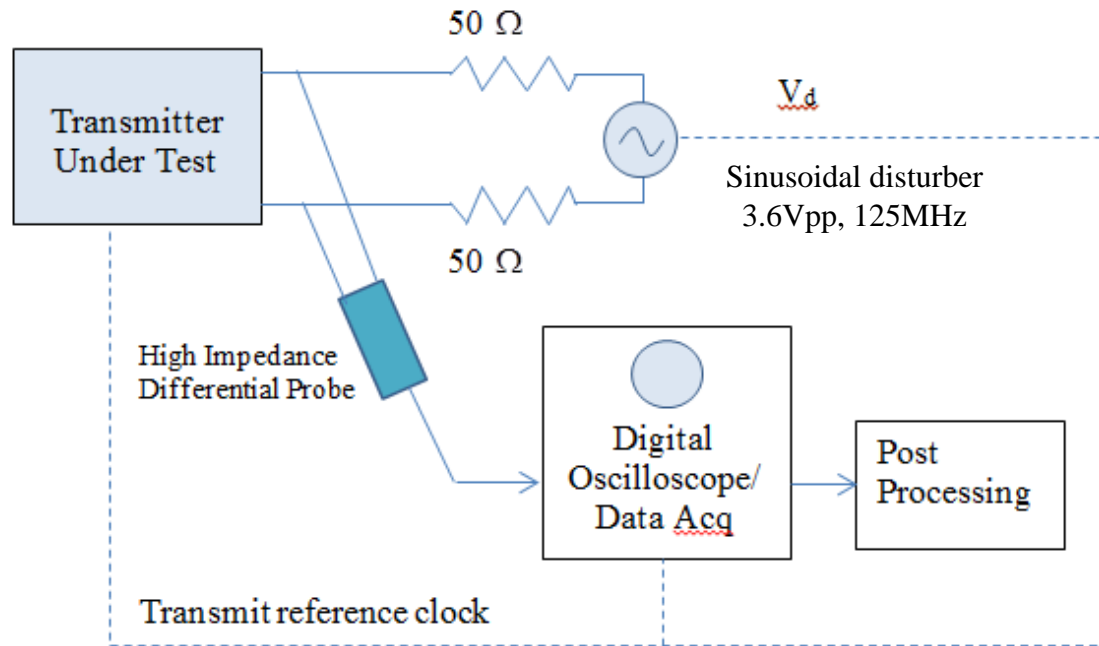 50 Ω
Transmitter
Under Test
V_d
Sinusoidal disturber
3.6Vpp, 125MHz
50 Ω
High Impedance
Differential Probe
Digital
Oscilloscope/
Data Acq
Post
Processing
Transmit reference clock